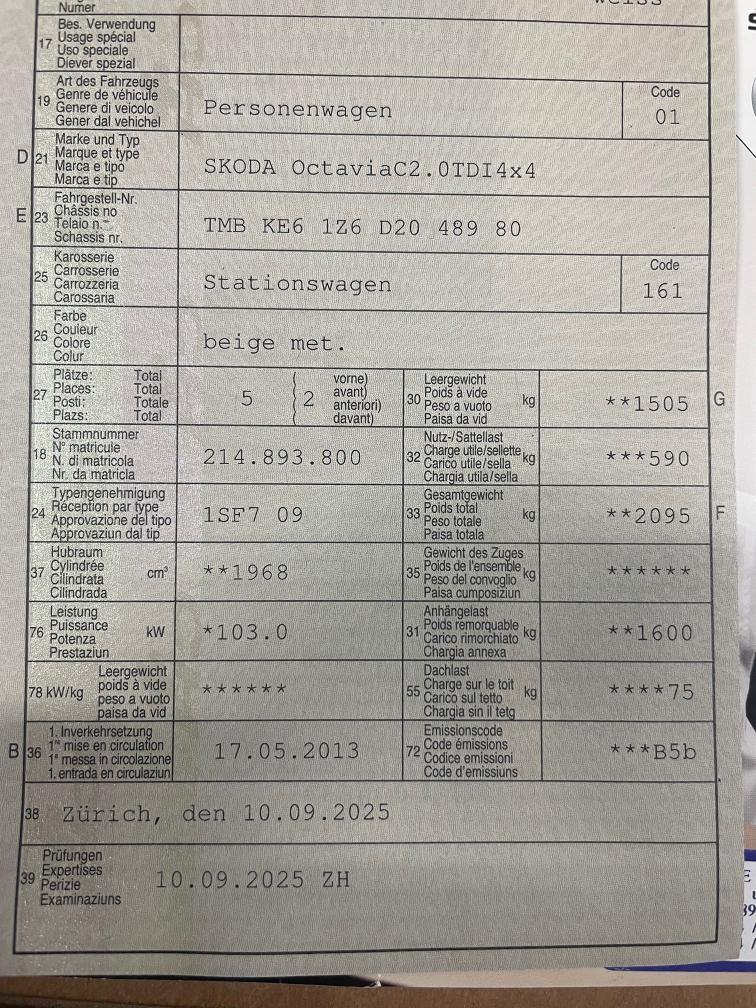 Numer
17 Bes. Verwendung
Usage spécial
Uso speciale
Diever spezial
19 Art des Fahrzeugs
Genre de véhicule
Genere di veicolo
Gener dal vehichel
Personenwagen
Code
01
D 21 Marke und Typ
Marque et type
Marca e tipo
Marca e tip
SKODA OctaviaC2.0TDI4x4
E 23 Fahrgestell-Nr.
Châssis no
Telaio n.
Schassis nr.
TMB KE6 1Z6 D20 489 80
25 Karosserie
Carrosserie
Carrozzeria
Carossaria
Stationswagen
Code
161
26 Farbe
Couleur
Colore
Colur
beige met.
27 Plätze: Total
Places: Total
Posti: Totale
Plazs: Total
5 ( 2 vorne)
avant)
anteriori)
davant)
30 Leergewicht
Poids à vide
Peso a vuoto
Paisa da vid
kg
**1505 G
18 Stammnummer
N° matricule
N. di matricola
Nr. da matricla
214.893.800
32 Nutz-/Sattellast
Charge utile/sellette
Carico utile/sella
Chargia utila/sella
kg
***590
24 Typengenehmigung
Réception par type
Approvazione del tipo
Approvaziun dal tip
1SF7 09
33 Gesamtgewicht
Poids total
Peso totale
Paisa totala
kg
**2095 F
37 Hubraum
Cylindrée
Cilindrata
Cilindrada
cm³
**1968
35 Gewicht des Zuges
Poids de l'ensemble
Peso del convoglio
Paisa cumposiziun
kg
******
76 Leistung
Puissance
Potenza
Prestaziun
kW
*103.0
31 Anhängelast
Poids remorquable
Carico rimorchiato
Chargia annexa
kg
**1600
78 kW/kg Leergewicht
poids à vide
peso a vuoto
paisa da vid
******
55 Dachlast
Charge sur le toit
Carico sul tetto
Chargia sin il tetg
kg
****75
B 36 1. Inverkehrsetzung
1re mise en circulation
1a messa in circolazione
1. entrada en circulaziun
17.05.2013
72 Emissionscode
Code émissions
Codice emissioni
Code d'emissiuns
***B5b
38 Zürich, den 10.09.2025
39 Prüfungen
Expertises
Perizie
Examinaziuns
10.09.2025 ZH